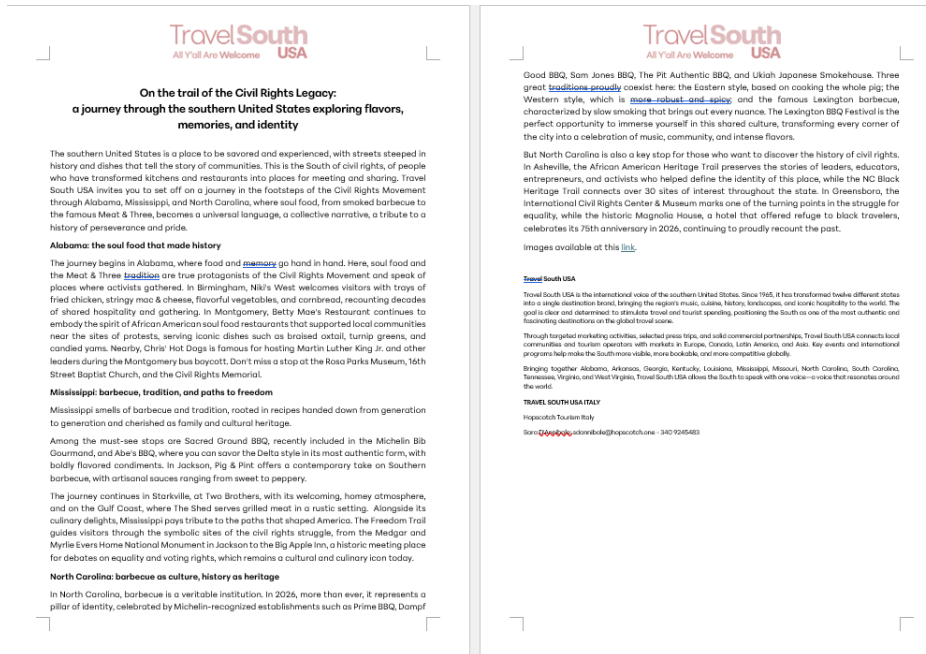 TravelSouth
USA
All Y'all Are Welcome
On the trail of the Civil Rights Legacy:
a journey through the southern United States exploring flavors,
memories, and identity
The southern United States is a place to be savored and experienced, with streets steeped in
history and dishes that tell the story of communities. This is the South of civil rights, of people
who have transformed kitchens and restaurants into places for meeting and sharing. Travel
South USA invites you to set off on a journey in the footsteps of the Civil Rights Movement
through Alabama, Mississippi, and North Carolina, where soul food, from smoked barbecue to
the famous Meat & Three, becomes a universal language, a collective narrative, a tribute to a
history of perseverance and pride.
Alabama: the soul food that made history
The journey begins in Alabama, where food and memory go hand in hand. Here, soul food and
the Meat & Three tradition are true protagonists of the Civil Rights Movement and speak of
places where activists gathered. In Birmingham, Niki's West welcomes visitors with trays of
fried chicken, stringy mac & cheese, flavorful vegetables, and cornbread, recounting decades
of shared hospitality and gathering. In Montgomery, Betty Mae's Restaurant continues to
embody the spirit of African American soul food restaurants that supported local communities
near the sites of protests, serving iconic dishes such as braised oxtail, turnip greens, and
candied yams. Nearby, Chris' Hot Dogs is famous for hosting Martin Luther King Jr. and other
leaders during the Montgomery bus boycott. Don't miss a stop at the Rosa Parks Museum, 16th
Street Baptist Church, and the Civil Rights Memorial.
Mississippi: barbecue, tradition, and paths to freedom
Mississippi smells of barbecue and tradition, rooted in recipes handed down from generation
to generation and cherished as family and cultural heritage.
Among the must-see stops are Sacred Ground BBQ, recently included in the Michelin Bib
Gourmand, and Abe's BBQ, where you can savor the Delta style in its most authentic form, with
boldly flavored condiments. In Jackson, Pig & Pint offers a contemporary take on Southern
barbecue, with artisanal sauces ranging from sweet to peppery.
The journey continues in Starkville, at Two Brothers, with its welcoming, homey atmosphere,
and on the Gulf Coast, where The Shed serves grilled meat in a rustic setting. Alongside its
culinary delights, Mississippi pays tribute to the paths that shaped America. The Freedom Trail
guides visitors through the symbolic sites of the civil rights struggle, from the Medgar and
Myrlie Evers Home National Monument in Jackson to the Big Apple Inn, a historic meeting place
for debates on equality and voting rights, which remains a cultural and culinary icon today.
North Carolina: barbecue as culture, history as heritage
In North Carolina, barbecue is a veritable institution. In 2026, more than ever, it represents a
pillar of identity, celebrated by Michelin-recognized establishments such as Prime BBQ, Dampf
TravelSouth
USA
All Y'all Are Welcome
Good BBQ, Sam Jones BBQ, The Pit Authentic BBQ, and Ukiah Japanese Smokehouse. Three
great traditions proudly coexist here: the Eastern style, based on cooking the whole pig; the
Western style, which is more robust and spicy; and the famous Lexington barbecue,
characterized by slow smoking that brings out every nuance. The Lexington BBQ Festival is the
perfect opportunity to immerse yourself in this shared culture, transforming every corner of
the city into a celebration of music, community, and intense flavors.
But North Carolina is also a key stop for those who want to discover the history of civil rights.
In Asheville, the African American Heritage Trail preserves the stories of leaders, educators,
entrepreneurs, and activists who helped define the identity of this place, while the NC Black
Heritage Trail connects over 30 sites of interest throughout the state. In Greensboro, the
International Civil Rights Center & Museum marks one of the turning points in the struggle for
equality, while the historic Magnolia House, a hotel that offered refuge to black travelers,
celebrates its 75th anniversary in 2026, continuing to proudly recount the past.
Images available at this link.
Travel South USA
Travel South USA is the international voice of the southern United States. Since 1965, it has transformed twelve different states
into a single destination brand, bringing the region's music, cuisine, history, landscapes, and iconic hospitality to the world. The
goal is clear and determined: to stimulate travel and tourist spending, positioning the South as one of the most authentic and
fascinating destinations on the global travel scene.
Through targeted marketing activities, selected press trips, and solid commercial partnerships, Travel South USA connects local
communities and tourism operators with markets in Europe, Canada, Latin America, and Asia. Key events and international
programs help make the South more visible, more bookable, and more competitive globally.
Bringing together Alabama, Arkansas, Georgia, Kentucky, Louisiana, Mississippi, Missouri, North Carolina, South Carolina,
Tennessee, Virginia, and West Virginia, Travel South USA allows the South to speak with one voice—a voice that resonates around
the world.
TRAVEL SOUTH USA ITALY
Hopscotch Tourism Italy
Sara D'Annibale: sdannibale@hopscotch.one - 340 9245483